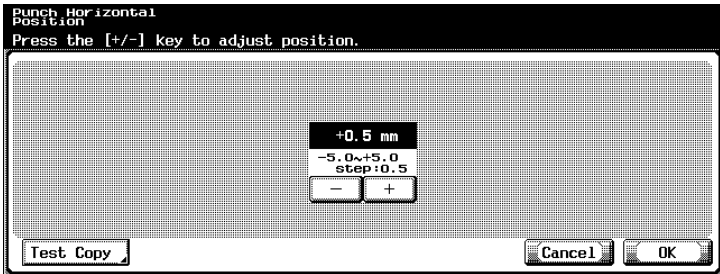 Punch Horizontal
Position
Press the [+/-] key to adjust position.
+0.5 mm
-5.0~+5.0
step:0.5
- +
Test Copy
Cancel OK